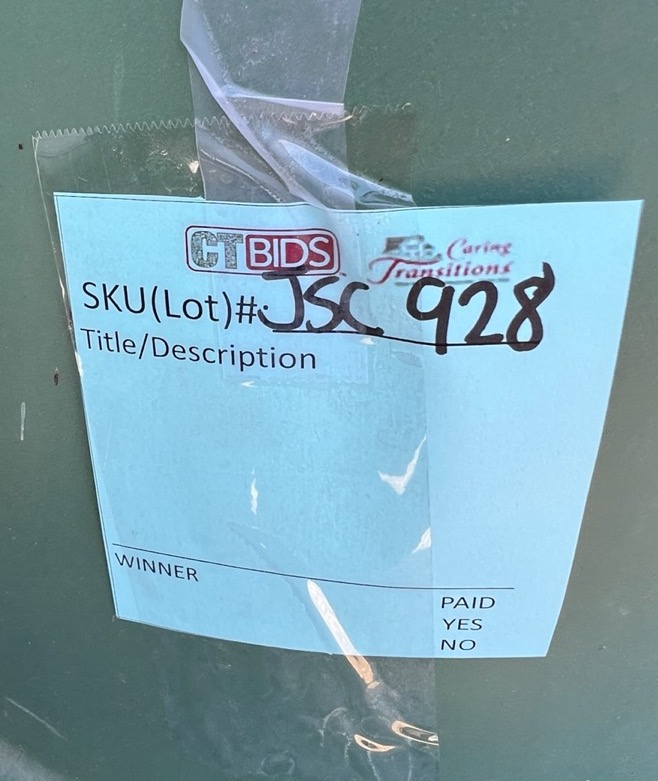 CTBIDS Caring Transitions
SKU(Lot)#: JSC 928
Title/Description
WINNER
PAID
YES
NO